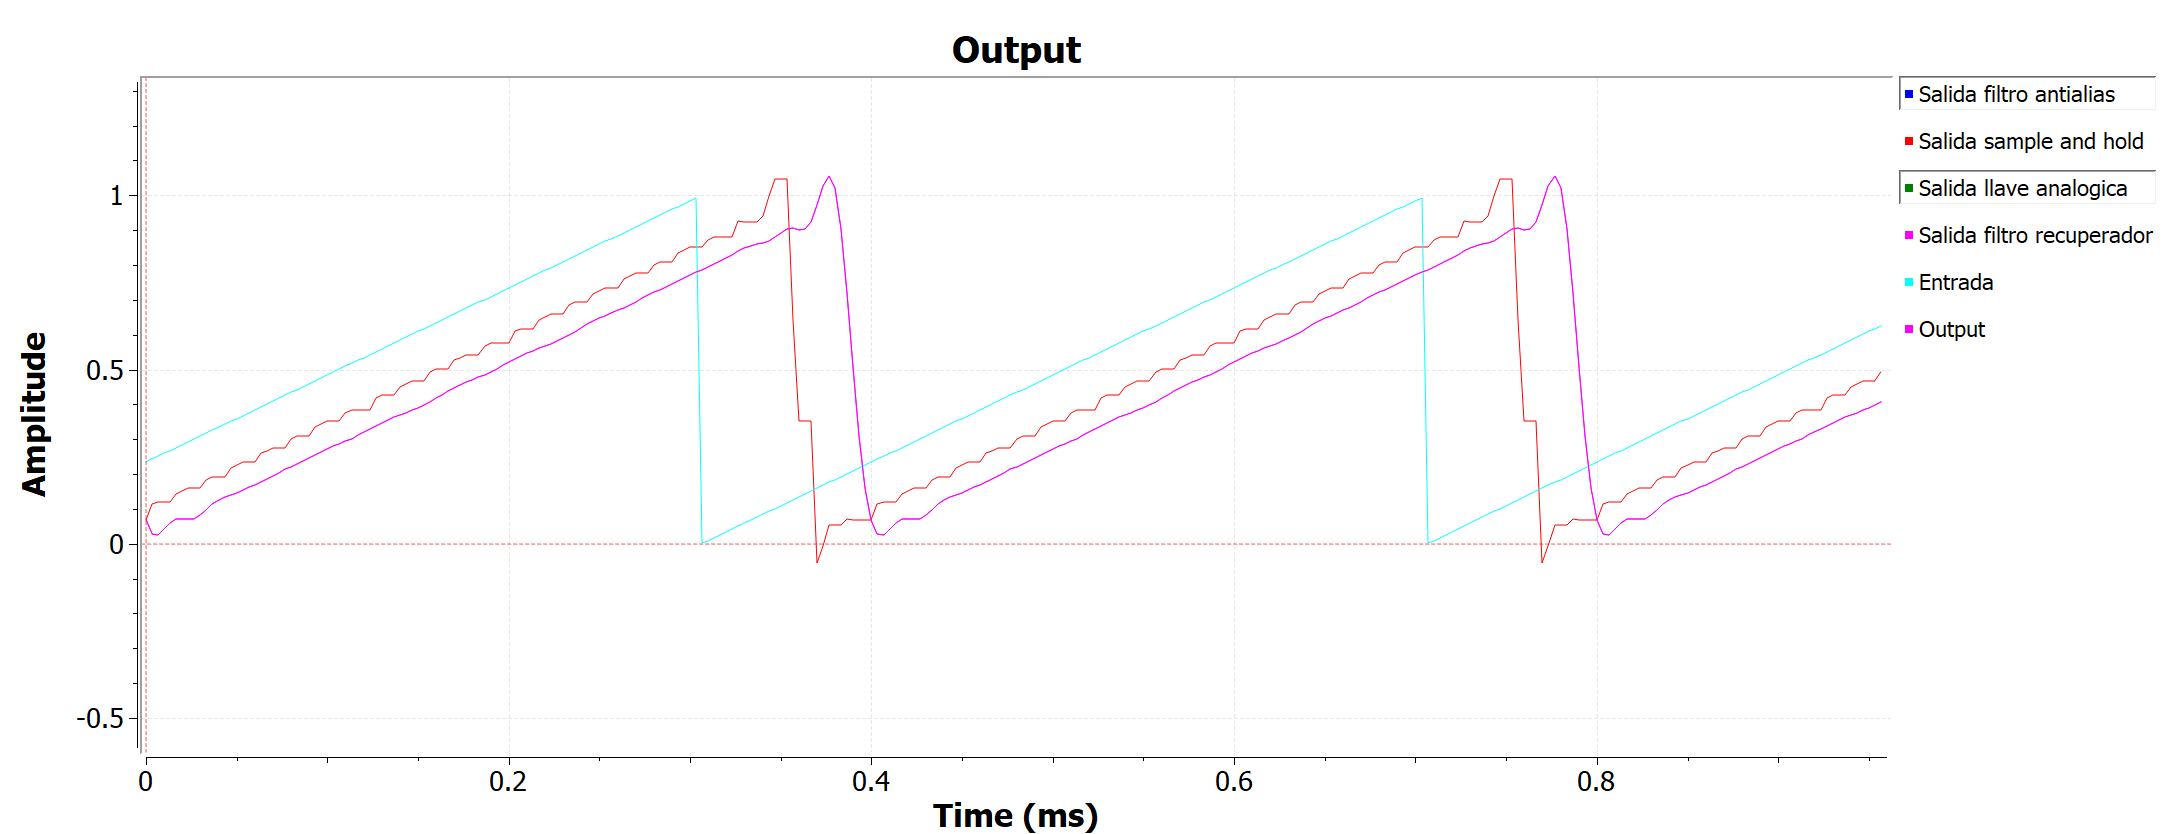 Output
Amplitude
1
0.5
0
-0.5
0
0.2
0.4
0.6
0.8
Time (ms)
Salida filtro antialias
Salida sample and hold
Salida llave analogica
Salida filtro recuperador
Entrada
Output